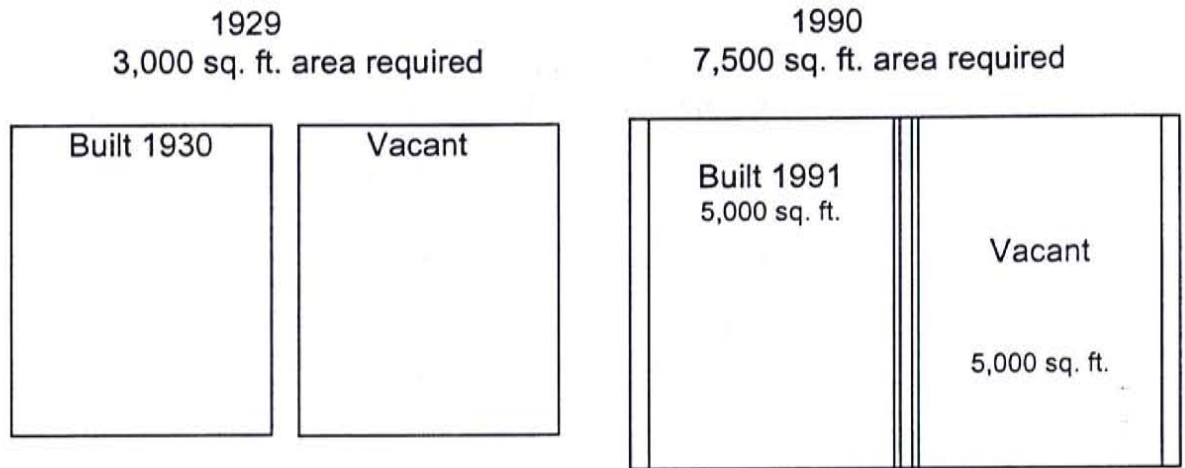 1929
3,000 sq. ft. area required
Built 1930
Vacant
1990
7,500 sq. ft. area required
Built 1991
5,000 sq. ft.
Vacant
5,000 sq. ft.